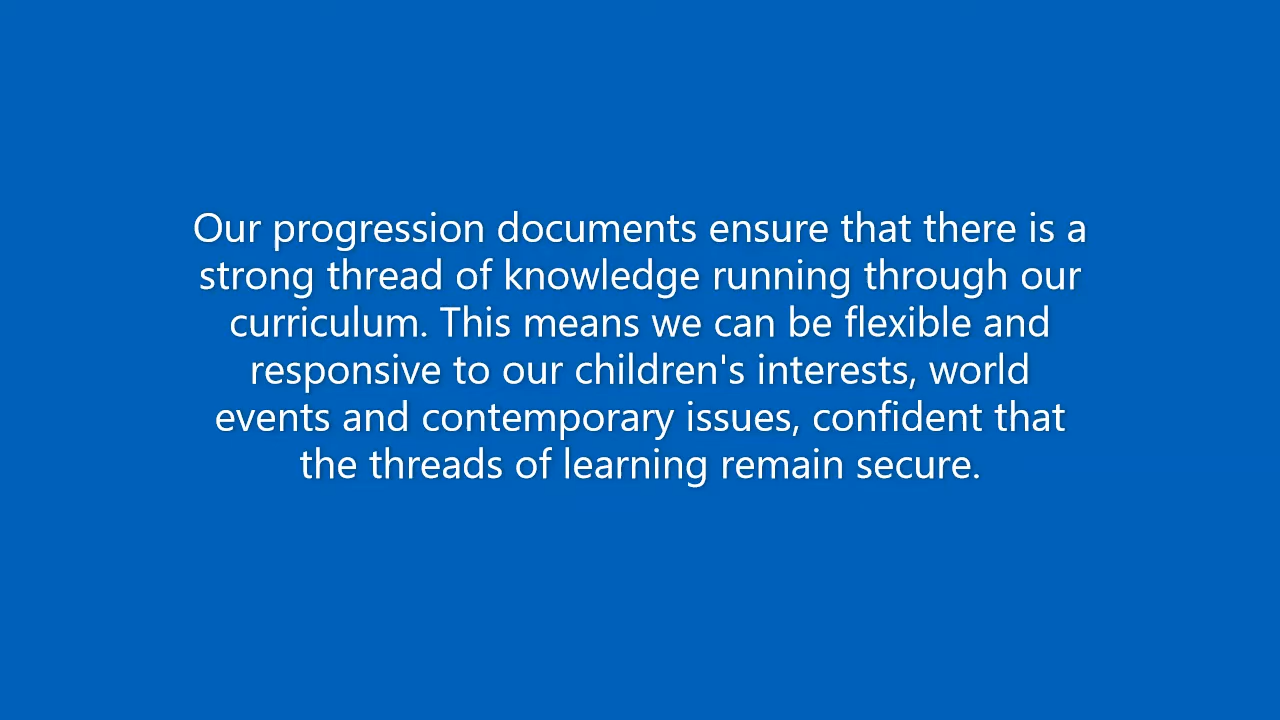 Our progression documents ensure that there is a
strong thread of knowledge running through our
curriculum. This means we can be flexible and
responsive to our children's interests, world
events and contemporary issues, confident that
the threads of learning remain secure.